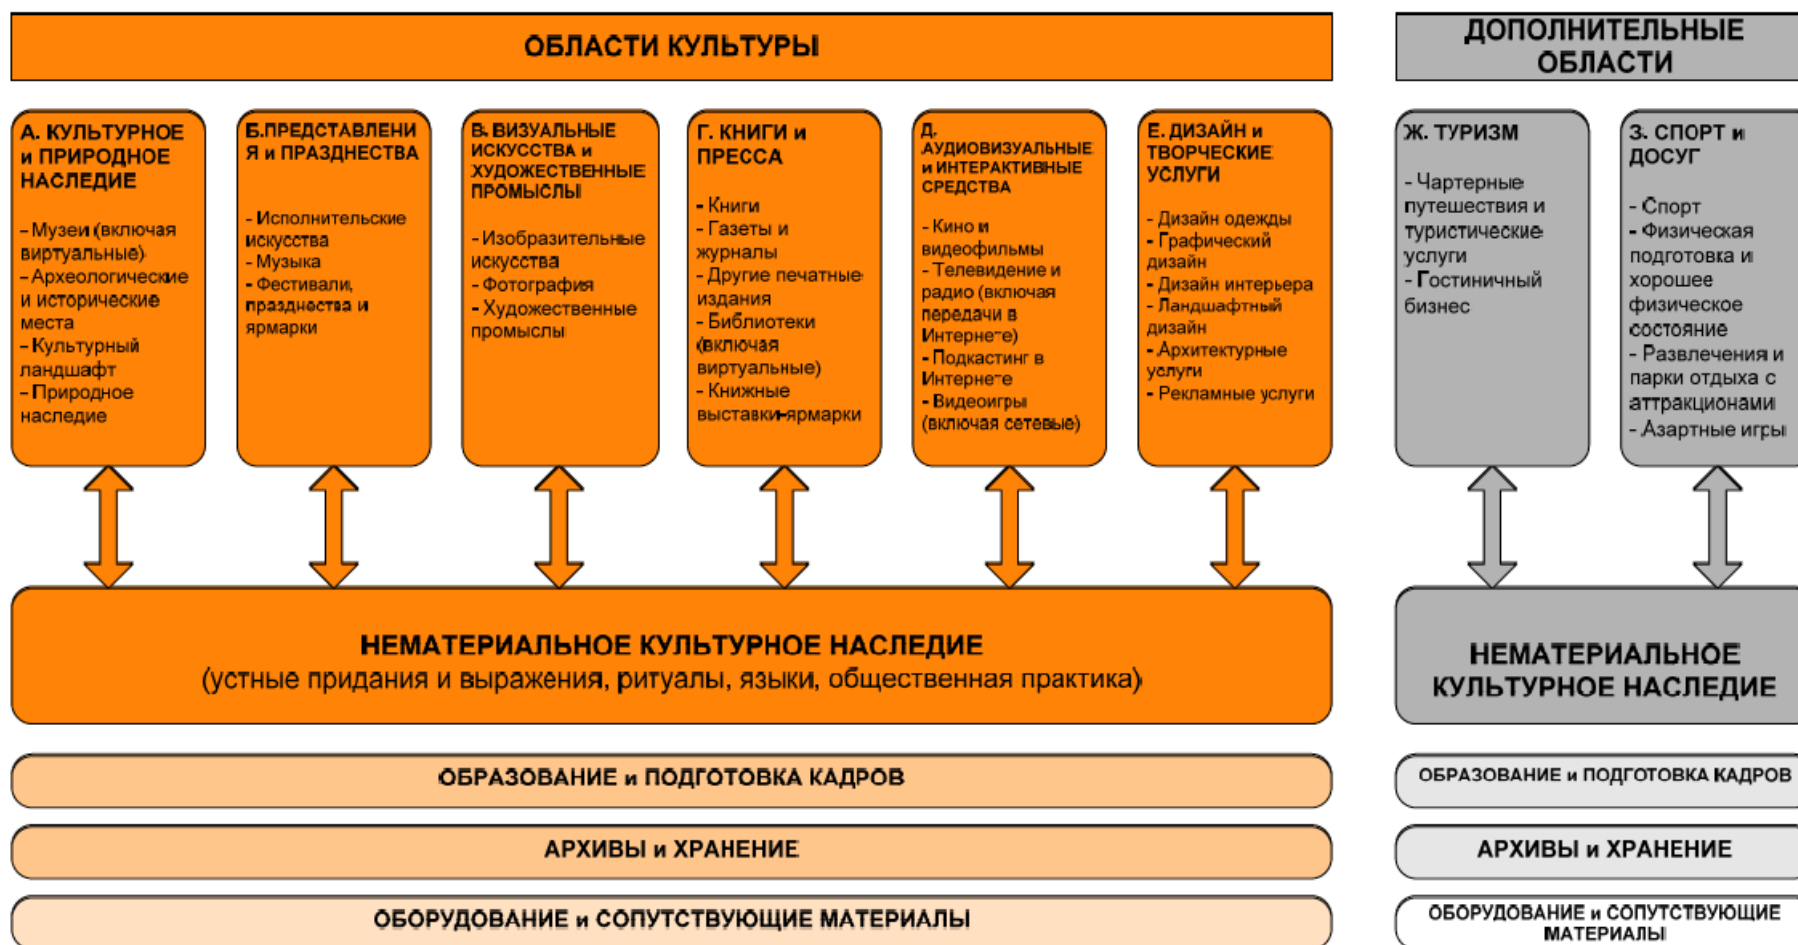 ОБЛАСТИ КУЛЬТУРЫ
ДОПОЛНИТЕЛЬНЫЕ
ОБЛАСТИ
А. КУЛЬТУРНОЕ
и ПРИРОДНОЕ
НАСЛЕДИЕ
- Музеи (включая
виртуальные)
- Археологические
и исторические
места
- Культурный
ландшафт
- Природное
наследие
Б.ПРЕДСТАВЛЕНИ
Я и ПРАЗДНЕСТВА
- Исполнительские
искусства
- Музыка
- Фестивали,
празднества и
ярмарки
В. ВИЗУАЛЬНЫЕ
ИСКУССТВА и
ХУДОЖЕСТВЕННЫЕ
ПРОМЫСЛЫ
- Изобразительные
искусства
- Фотография
- Художественные
промыслы
Г. КНИГИ и
ПРЕССА
- Книги
- Газеты и
журналы
- Другие печатные
издания
- Библиотеки
(включая
виртуальные)
- Книжные
выставки-ярмарки
Д.
АУДИОВИЗУАЛЬНЫЕ
и ИНТЕРАКТИВНЫЕ
СРЕДСТВА
- Кино и
видеофильмы
- Телевидение и
радио (включая
передачи в
Интернете)
- Подкастинг в
Интернете
- Видеоигры
(включая сетевые)
Е. ДИЗАЙН и
ТВОРЧЕСКИЕ
УСЛУГИ
- Дизайн одежды
- Графический
дизайн
- Дизайн интерьера
- Ландшафтный
дизайн
- Архитектурные
услуги
- Рекламные услуги
Ж. ТУРИЗМ
- Чартерные
путешествия и
туристические
услуги
- Гостиничный
бизнес
З. СПОРТ и
ДОСУГ
- Спорт
- Физическая
подготовка и
хорошее
физическое
состояние
- Развлечения и
парки отдыха с
аттракционами
- Азартные игры
НЕМАТЕРИАЛЬНОЕ КУЛЬТУРНОЕ НАСЛЕДИЕ
(устные придания и выражения, ритуалы, языки, общественная практика)
НЕМАТЕРИАЛЬНОЕ
КУЛЬТУРНОЕ НАСЛЕДИЕ
ОБРАЗОВАНИЕ и ПОДГОТОВКА КАДРОВ
ОБРАЗОВАНИЕ и ПОДГОТОВКА КАДРОВ
АРХИВЫ и ХРАНЕНИЕ
АРХИВЫ и ХРАНЕНИЕ
ОБОРУДОВАНИЕ и СОПУТСТВУЮЩИЕ МАТЕРИАЛЫ
ОБОРУДОВАНИЕ и СОПУТСТВУЮЩИЕ
МАТЕРИАЛЫ